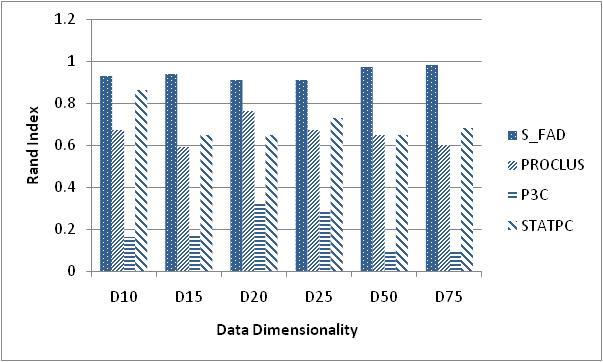 1.2
1
0.8
0.6
0.4
0.2
0
Rand Index
D10 D15 D20 D25 D50 D75
Data Dimensionality
S_FAD
PROCLUS
P3C
STATPC